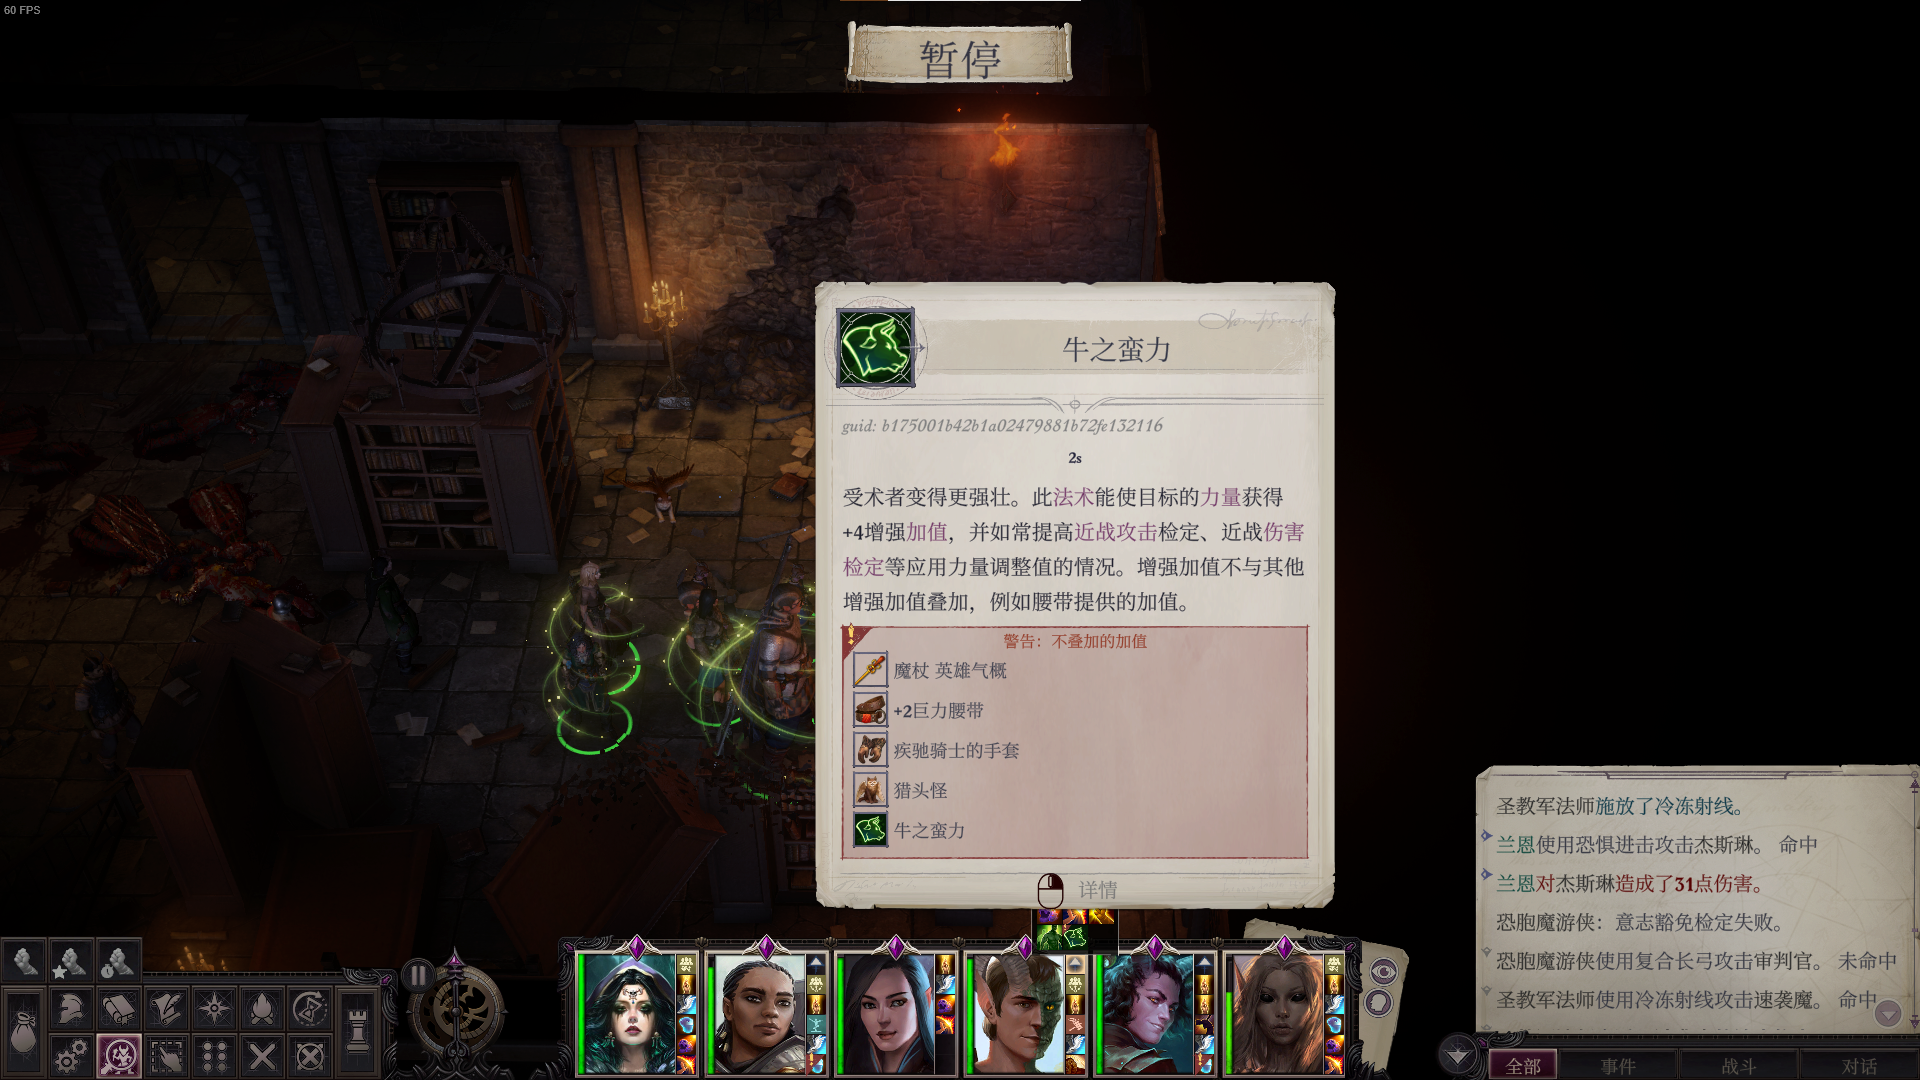 60 FPS
暂停
牛之蛮力
guid: b175001b42b1a02479881b72fe132116
2s
受术者变得更强壮。此法术能使目标的力量获得
+4增强加值，并如常提高近战攻击检定、近战伤害
检定等应用力量调整值的情况。增强加值不与其他
增强加值叠加，例如腰带提供的加值。
警告：不叠加的加值
魔杖 英雄气概
+2巨力腰带
疾驰骑士的手套
猎头怪
牛之蛮力
详情
圣教军法师施放了冷冻射线。
兰恩使用恐惧进击攻击杰斯琳。 命中
兰恩对杰斯琳造成了31点伤害。
恐胞魔游侠：意志豁免检定失败。
恐胞魔游侠使用复合长弓攻击审判官。 未命中
圣教军法师使用冷冻射线攻击速袭魔。 命中
全部
事件
战斗
对话